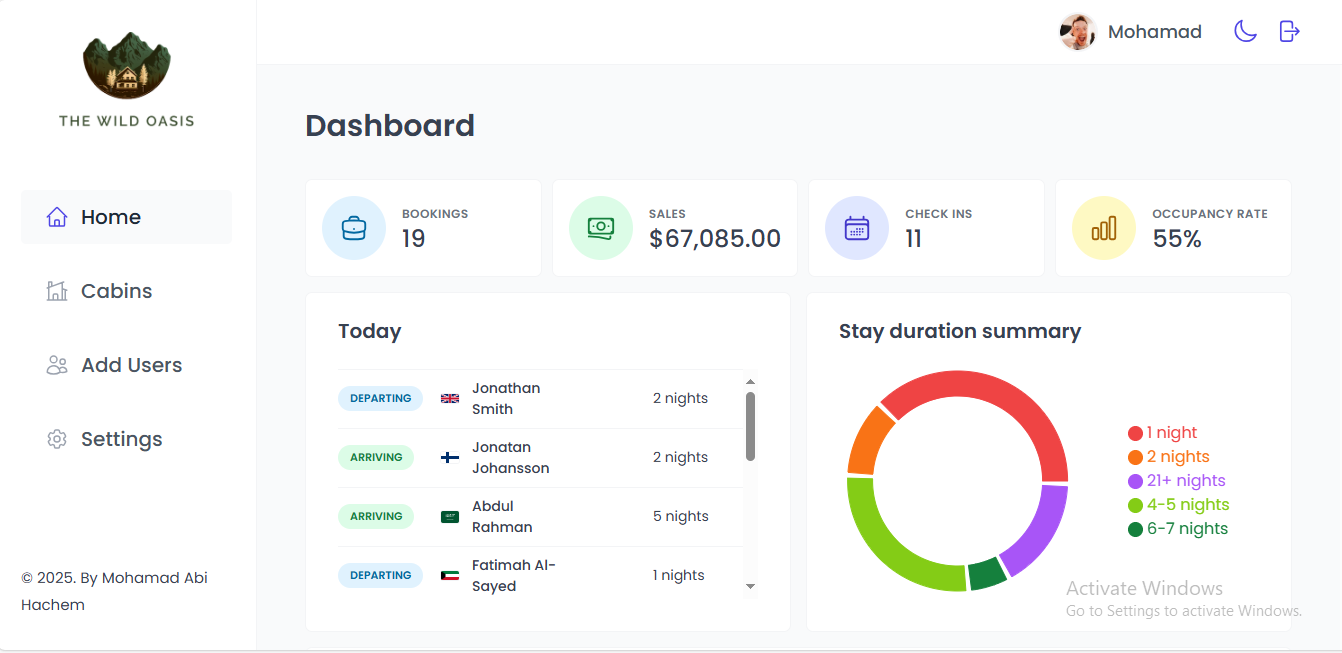 THE WILD OASIS
Home
Cabins
Add Users
Settings
© 2025. By Mohamad Abi
Hachem
Mohamad
Dashboard
BOOKINGS
19
SALES
$67,085.00
CHECK INS
11
OCCUPANCY RATE
55%
Today
DEPARTING Jonathan Smith 2 nights
ARRIVING Jonatan Johansson 2 nights
ARRIVING Abdul Rahman 5 nights
DEPARTING Fatimah Al-Sayed 1 nights
Stay duration summary
1 night
2 nights
21+ nights
4-5 nights
6-7 nights
Activate Windows
Go to Settings to activate Windows.